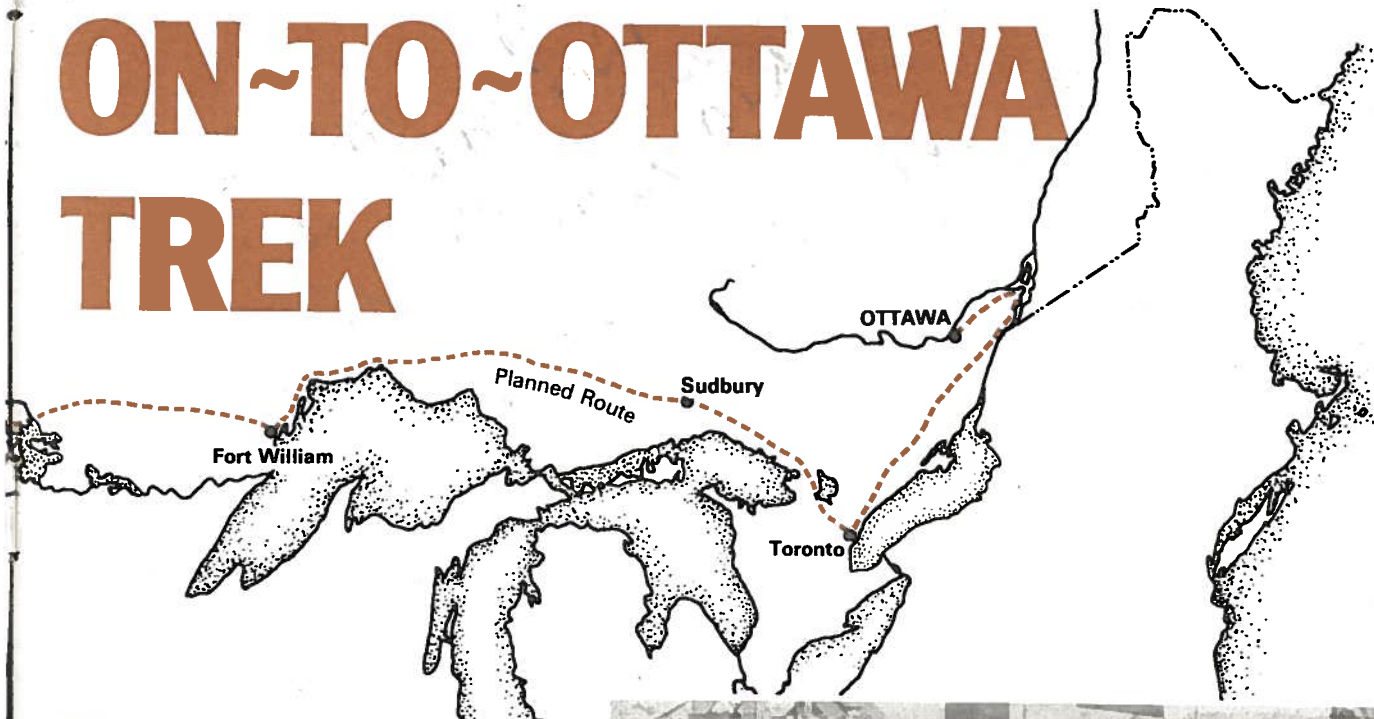 ON~TO~OTTAWA
TREK
OTTAWA
Planned Route
Sudbury
Fort William
Toronto